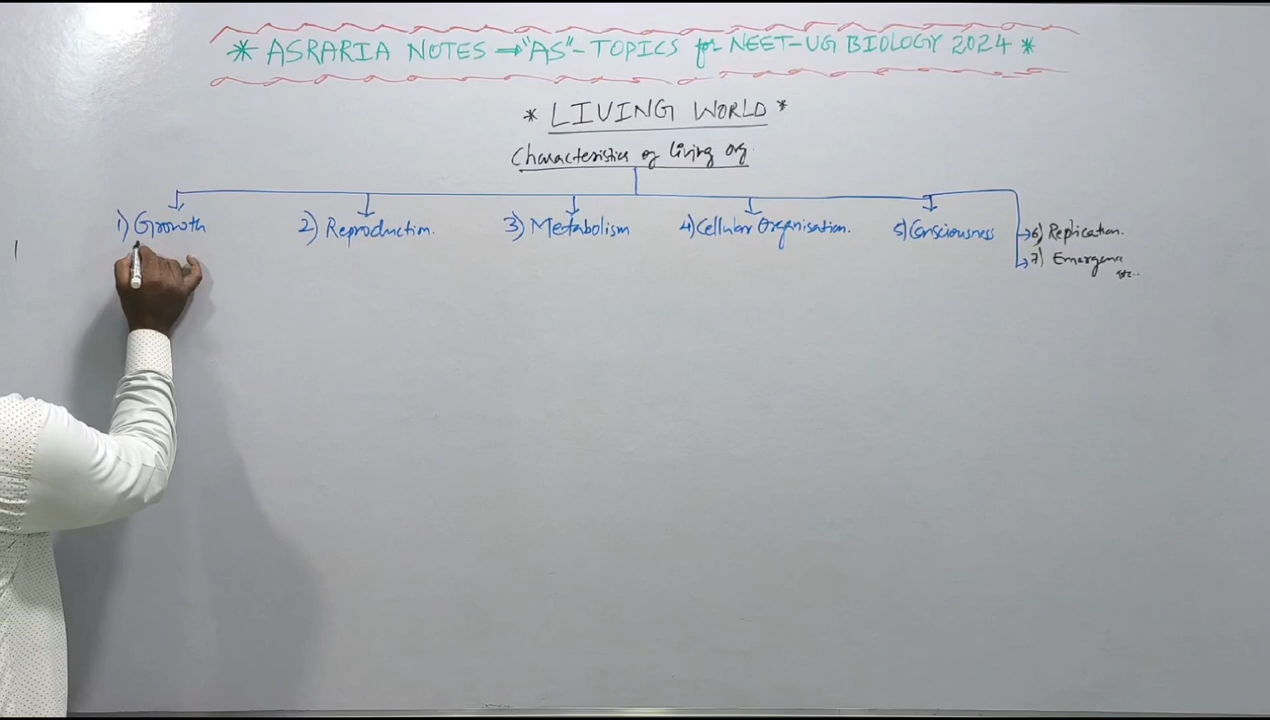 * ASRARIA NOTES → "AS"-TOPICS for NEET-UG BIOLOGY 2024 *
* LIVING WORLD *
Characteristics of living org.
1) Growth 2) Reproduction. 3) Metabolism 4) Cellular Organisation. 5) Consciousness →6) Replication.
→7) Emergence
etc..